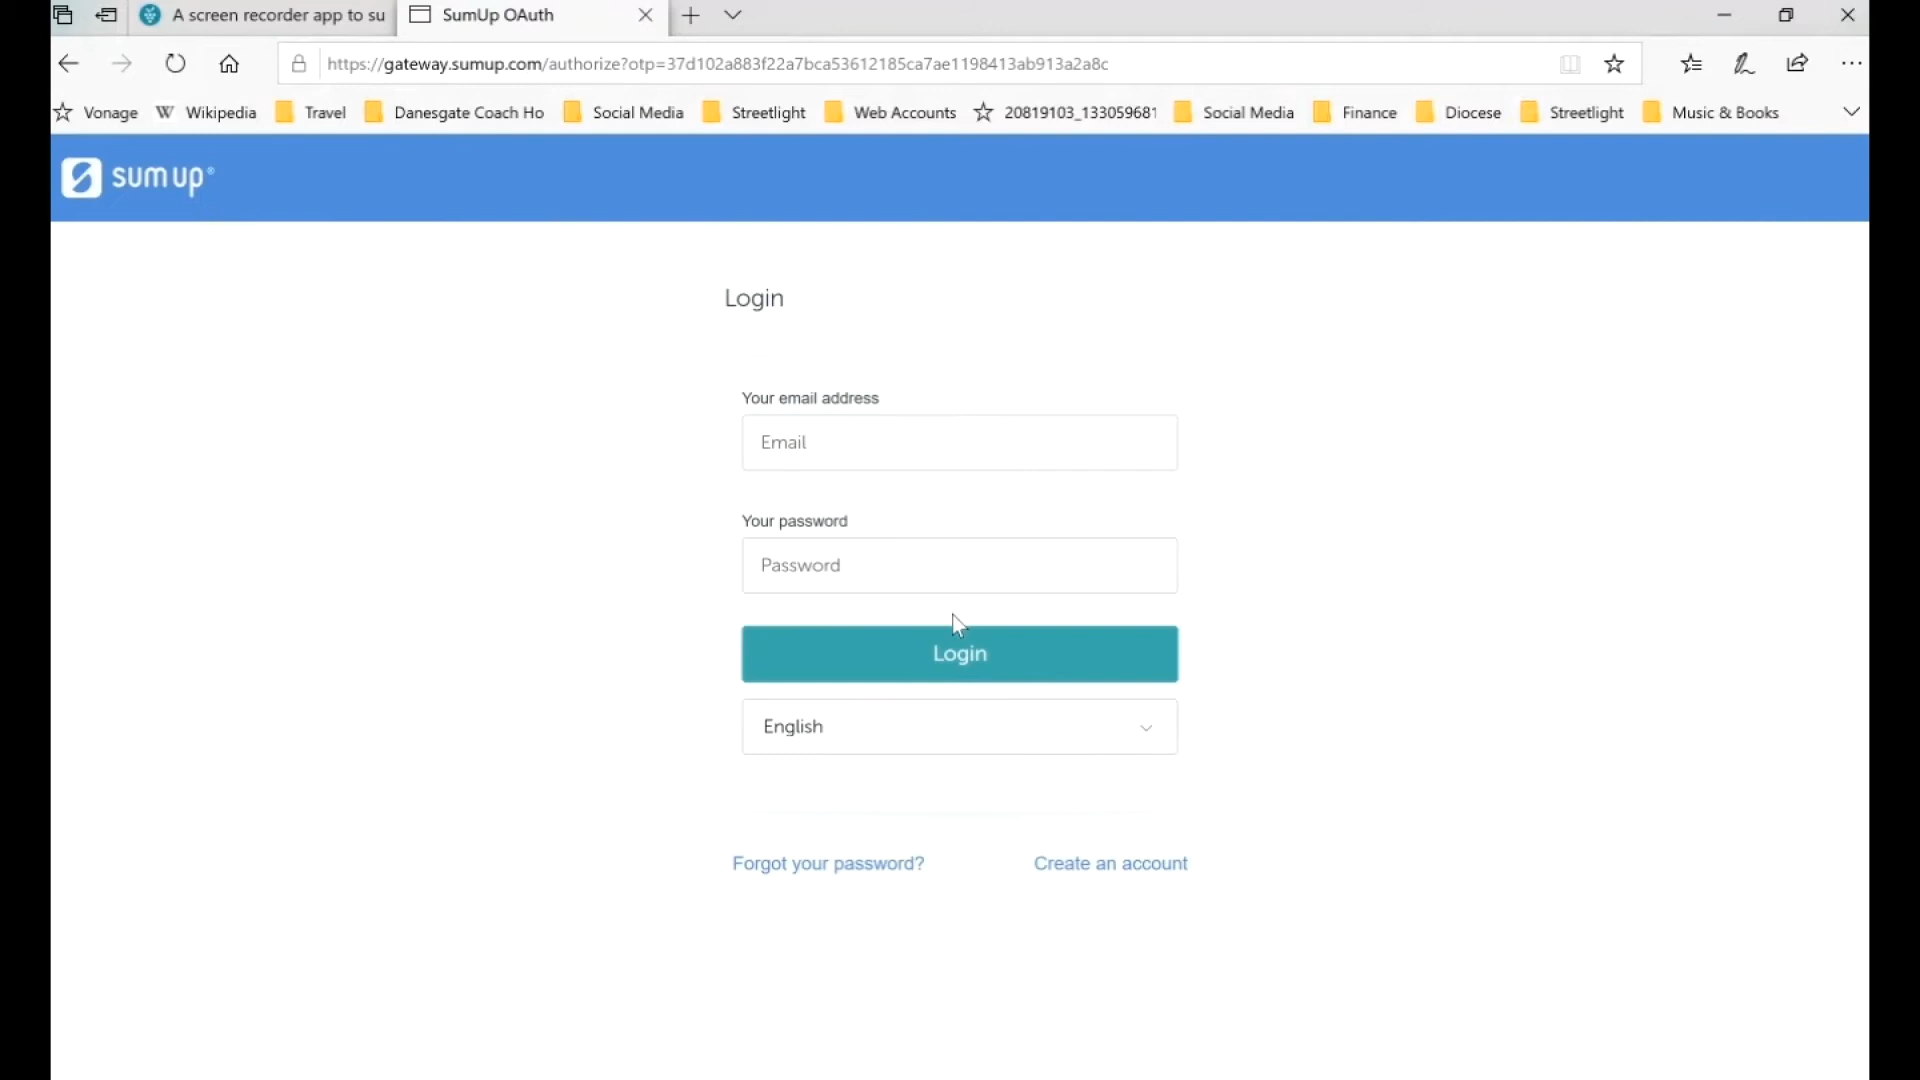 A screen recorder app to su
SumUp OAuth
https://gateway.sumup.com/authorize?otp=37d102a883f22a7bca53612185ca7ae1198413ab913a2a8c
Vonage Wikipedia Travel Danesgate Coach Ho Social Media Streetlight Web Accounts 20819103_133059681 Social Media Finance Diocese Streetlight Music & Books
sumup®
Login
Your email address
Email
Your password
Password
Login
English
Forgot your password? Create an account